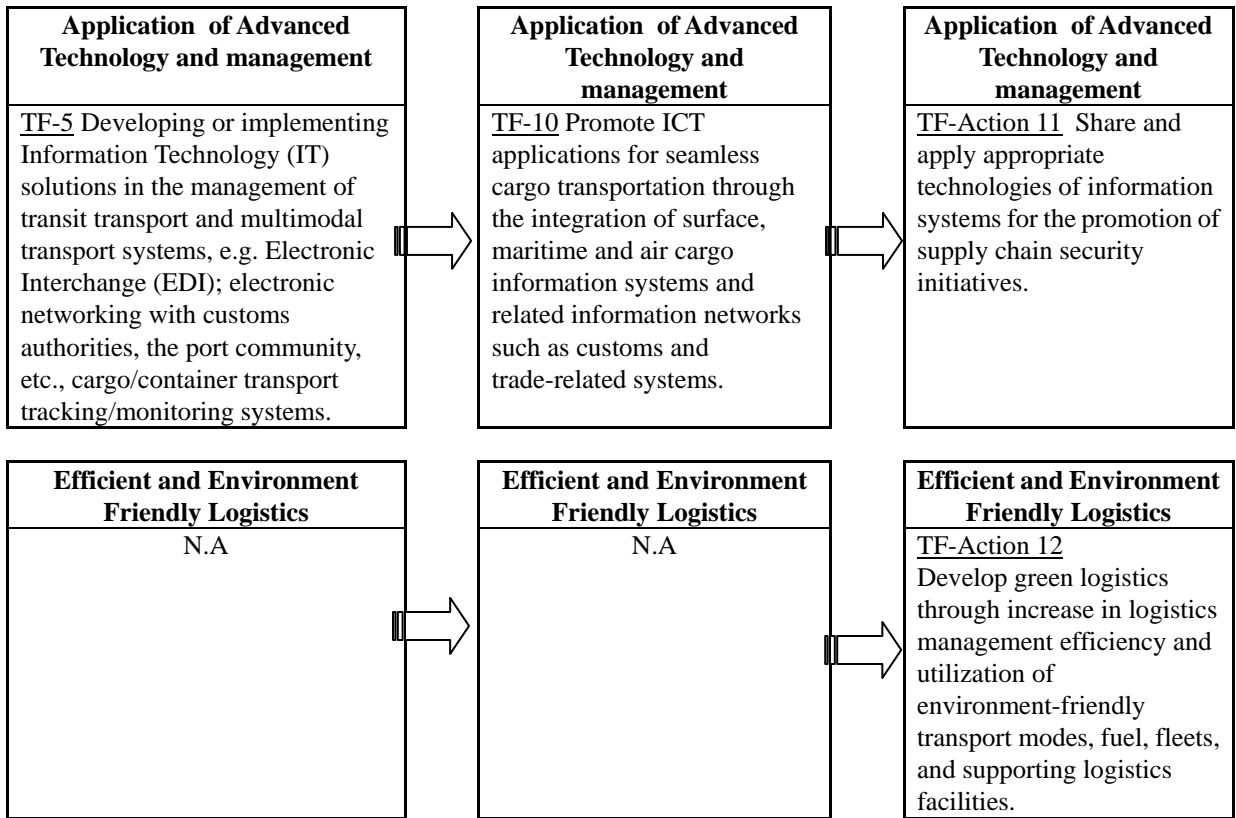 Application  of Advanced
Technology and management
TF-5 Developing or implementing
Information Technology (IT)
solutions in the management of
transit transport and multimodal
transport systems, e.g. Electronic
Interchange (EDI); electronic
networking with customs
authorities, the port community,
etc., cargo/container transport
tracking/monitoring systems.
Application  of Advanced
Technology and
management
TF-10 Promote ICT
applications for seamless
cargo transportation through
the integration of surface,
maritime and air cargo
information systems and
related information networks
such as customs and
trade-related systems.
Application  of Advanced
Technology and
management
TF-Action 11  Share and
apply appropriate
technologies of information
systems for the promotion of
supply chain security
initiatives.
Efficient and Environment
Friendly Logistics
N.A
Efficient and Environment
Friendly Logistics
N.A
Efficient and Environment
Friendly Logistics
TF-Action 12
Develop green logistics
through increase in logistics
management efficiency and
utilization of
environment-friendly
transport modes, fuel, fleets,
and supporting logistics
facilities.